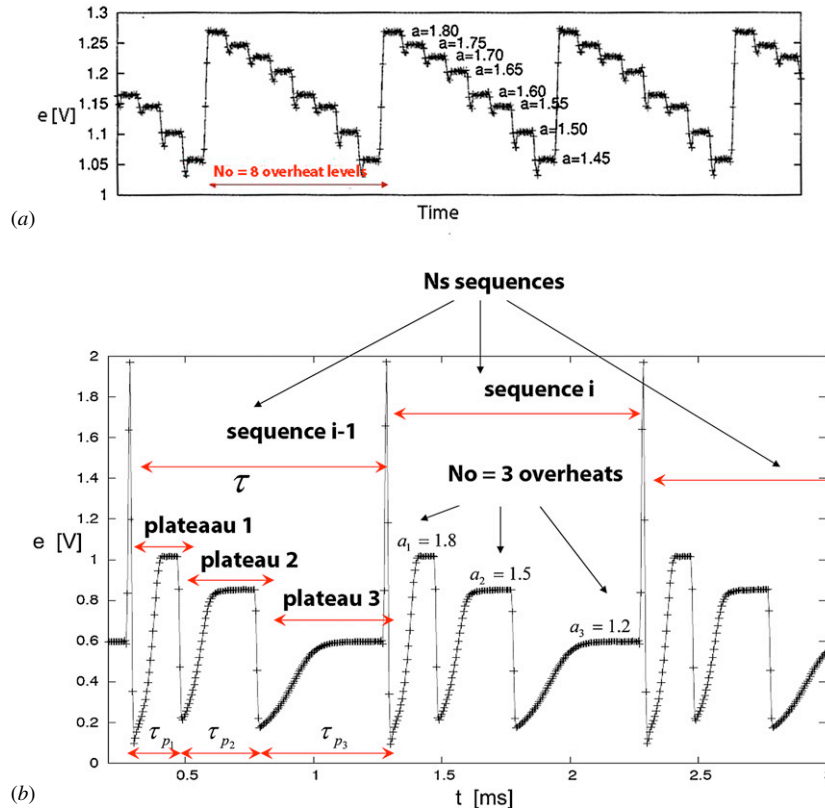 1.3
1.25
1.2
1.15
1.1
1.05
1
e [V]
a=1.80
a=1.75
a=1.70
a=1.65
a=1.60
a=1.55
a=1.50
a=1.45
No = 8 overheat levels
Time
(a)
Ns sequences
2
1.8
1.6
1.4
1.2
1
0.8
0.6
0.4
0.2
0
e [V]
sequence i
sequence i-1
τ
No = 3 overheats
plateaau 1
plateau 2
plateau 3
a₁ = 1.8
a₂ = 1.5
a₃ = 1.2
τ p₁
τ p₂
τ p₃
0.5
1
1.5
2
2.5
3
t [ms]
(b)